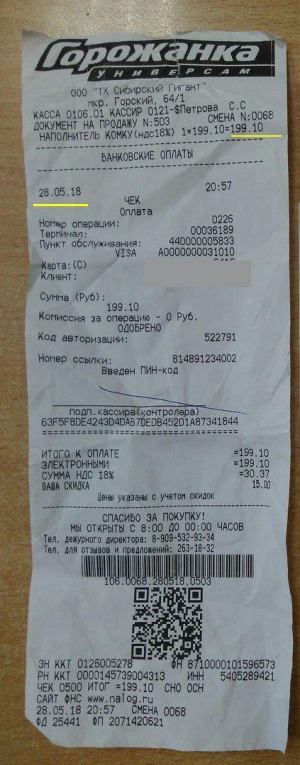 Горожанка
УНИВЕРСАМ
ООО "ТК Сибирский Гигант"
мкр. Горский, 64/1
КАССА 0106.01 КАССИР 0121-$Петрова С.С
СМЕНА N:0068
ДОКУМЕНТ НА ПРОДАЖУ N:503
НАПОЛНИТЕЛЬ КОМКУ(ндс18%) 1×199.10=199.10
БАНКОВСКИЕ ОПЛАТЫ
28.05.18 20:57
ЧЕК
Оплата
Номер операции: 0226
Терминал: 00036189
Пункт обслуживания: 440000005833
VISA A0000000031010
Карта:(C)
Клиент:
Сумма (Руб):
199.10
Комиссия за операцию - 0 Руб.
ОДОБРЕНО
Код авторизации: 522791
Номер ссылки: 814891234002
Введен ПИН-код
подп.кассира(контролера)
63F5F8DE4243D4DA87DEDB452D1A87341844
ИТОГО К ОПЛАТЕ =199.10
ЭЛЕКТРОННЫМИ =199.10
СУММА НДС 18% =30.37
ВАША СКИДКА 15.00
Цены указаны с учетом скидок
СПАСИБО ЗА ПОКУПКУ!
МЫ ОТКРЫТЫ С 8:00 ДО 00:00 ЧАСОВ
Тел. дежурного директора: 8-909-532-93-34
Тел. для отзывов и предложений: 263-18-32
106.0068.280518.0503
ЗН ККТ 0126005278 ФН 8710000101596573
РН ККТ 0000145739004313 ИНН 5405289421
ЧЕК 0500 ИТОГ =199.10 СНО ОСН
САЙТ ФНС www.nalog.ru
28.05.18 20:57 СМЕНА 0068
ФД 25441 ФП 2071420621